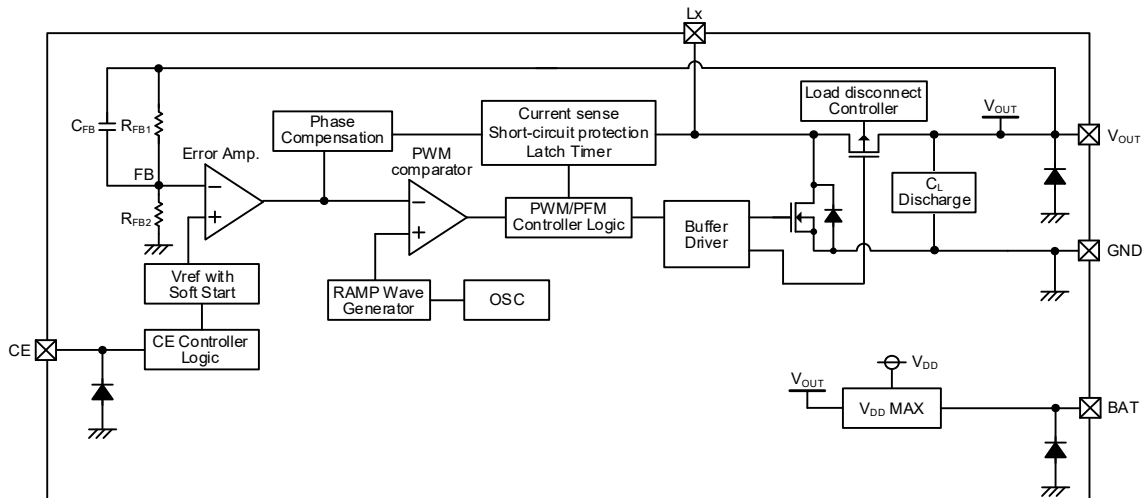 Lx
Load disconnect
Controller
VOUT
VOUT
CFB
RFB1
Phase
Compensation
Current sense
Short-circuit protection
Latch Timer
Error Amp.
PWM
comparator
FB
CL
Discharge
RFB2
PWM/PFM
Controller Logic
Buffer
Driver
GND
Vref with
Soft Start
RAMP Wave
Generator
OSC
CE
CE Controller
Logic
VDD
VOUT
VDD MAX
BAT